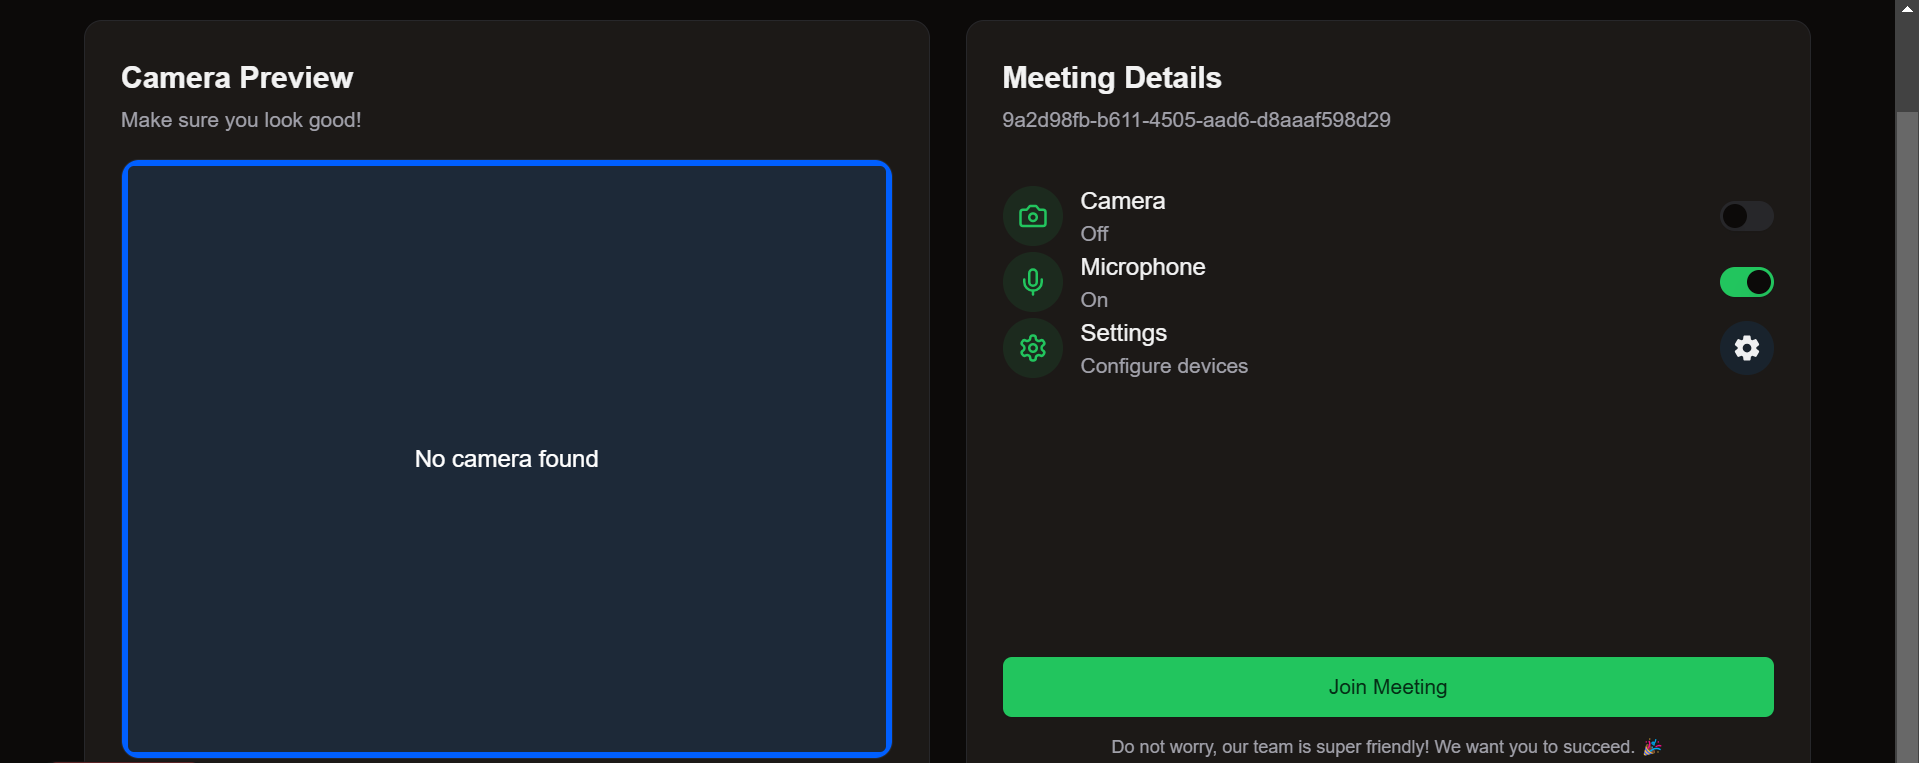 Camera Preview
Make sure you look good!
No camera found
Meeting Details
9a2d98fb-b611-4505-aad6-d8aaaf598d29
Camera
Off
Microphone
On
Settings
Configure devices
Join Meeting
Do not worry, our team is super friendly! We want you to succeed. 🎉